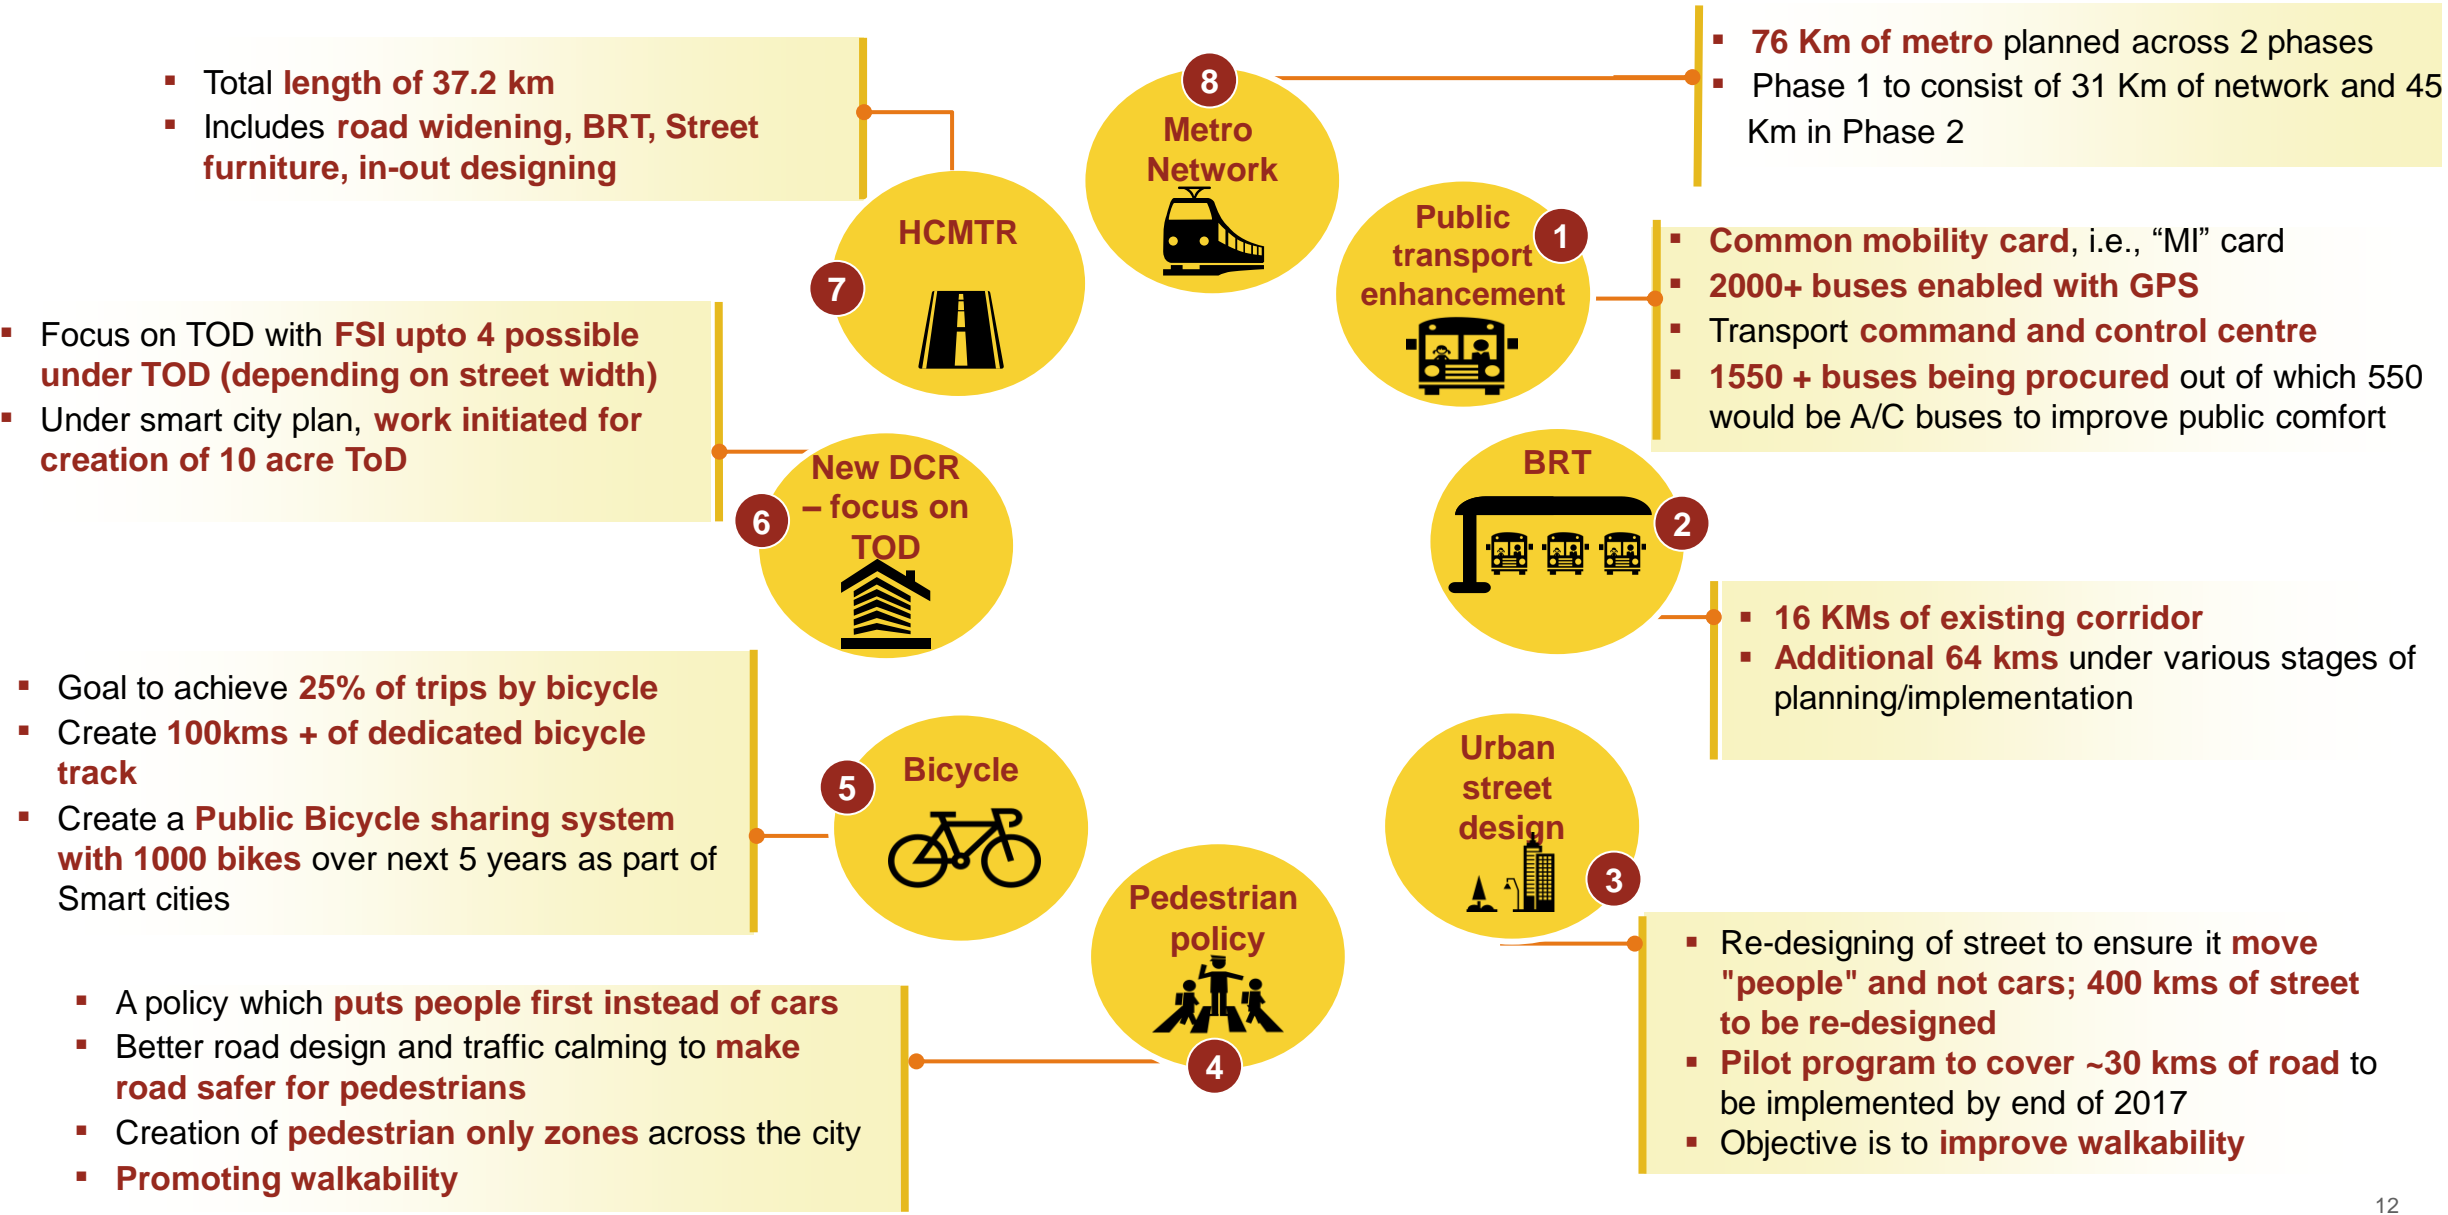 8
Metro
Network
▪ 76 Km of metro planned across 2 phases
▪ Phase 1 to consist of 31 Km of network and 45
Km in Phase 2
1
Public
transport
enhancement
▪ Common mobility card, i.e., “MI” card
▪ 2000+ buses enabled with GPS
▪ Transport command and control centre
▪ 1550 + buses being procured out of which 550
would be A/C buses to improve public comfort
BRT
2
▪ 16 KMs of existing corridor
▪ Additional 64 kms under various stages of
planning/implementation
Urban
street
design
3
▪ Re-designing of street to ensure it move
"people" and not cars; 400 kms of street
to be re-designed
▪ Pilot program to cover ~30 kms of road to
be implemented by end of 2017
▪ Objective is to improve walkability
Pedestrian
policy
4
▪ A policy which puts people first instead of cars
▪ Better road design and traffic calming to make
road safer for pedestrians
▪ Creation of pedestrian only zones across the city
▪ Promoting walkability
5
Bicycle
▪ Goal to achieve 25% of trips by bicycle
▪ Create 100kms + of dedicated bicycle
track
▪ Create a Public Bicycle sharing system
with 1000 bikes over next 5 years as part of
Smart cities
6
New DCR
– focus on
TOD
▪ Focus on TOD with FSI upto 4 possible
under TOD (depending on street width)
▪ Under smart city plan, work initiated for
creation of 10 acre ToD
7
HCMTR
▪ Total length of 37.2 km
▪ Includes road widening, BRT, Street
furniture, in-out designing
12